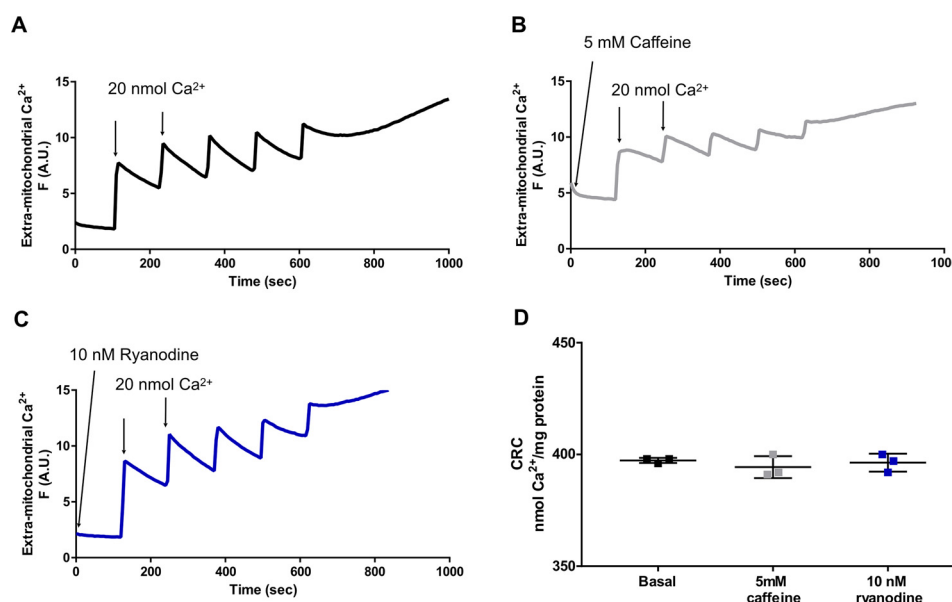 A
20 nmol Ca²⁺
Extra-mitochondrial Ca²⁺
F (A.U.)
15
10
5
0
0 200 400 600 800 1000
Time (sec)
B
5 mM Caffeine
20 nmol Ca²⁺
Extra-mitochondrial Ca²⁺
F (A.U.)
15
10
5
0
0 200 400 600 800 100
Time (sec)
C
10 nM Ryanodine
20 nmol Ca²⁺
Extra-mitochondrial Ca²⁺
F (A.U.)
15
10
5
0
0 200 400 600 800 1000
Time (sec)
D
CRC
nmol Ca²⁺/mg protein
450
400
350
Basal
5mM
caffeine
10 nM
ryanodine